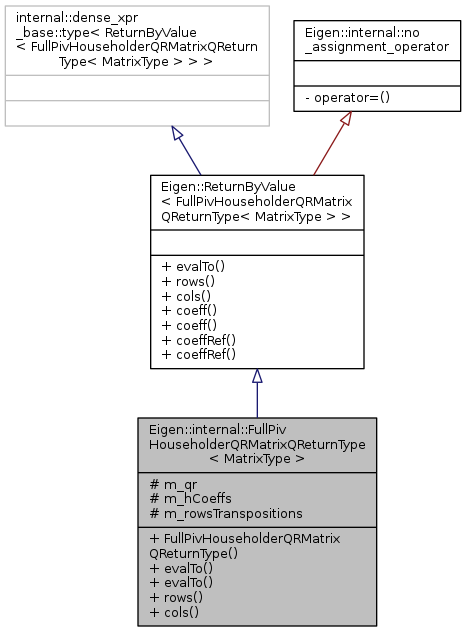 internal::dense_xpr
_base::type< ReturnByValue
< FullPivHouseholderQRMatrixQReturn
Type< MatrixType > > >
Eigen::internal::no
_assignment_operator
- operator=()
Eigen::ReturnByValue
< FullPivHouseholderQRMatrix
QReturnType< MatrixType > >
+ evalTo()
+ rows()
+ cols()
+ coeff()
+ coeff()
+ coeffRef()
+ coeffRef()
Eigen::internal::FullPiv
HouseholderQRMatrixQReturnType
< MatrixType >
# m_qr
# m_hCoeffs
# m_rowsTranspositions
+ FullPivHouseholderQRMatrix
QReturnType()
+ evalTo()
+ evalTo()
+ rows()
+ cols()